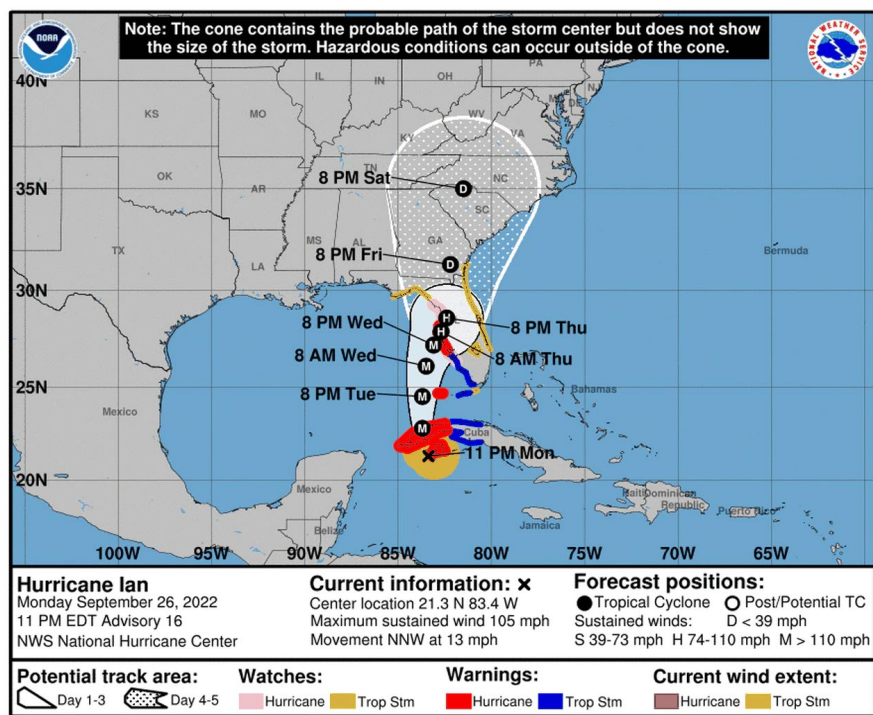 Note: The cone contains the probable path of the storm center but does not show
the size of the storm. Hazardous conditions can occur outside of the cone.
NOAA
NATIONAL WEATHER SERVICE
40N
35N
30N
25N
20N
100W
95W
90W
85W
80W
75W
70W
65W
IL
IN
OH
PA
NJ
DE
KS
MO
WV
KY
VA
OK
AR
TN
NC
SC
TX
LA
MS
AL
GA
Bermuda
Mexico
Bahamas
Cuba
Mexico
Belize
Jamaica
Haiti
Dominican
Republic
Puerto Rico
8 PM Sat
D
8 PM Fri
D
H
8 PM Thu
H
8 AM Thu
8 PM Wed
M
8 AM Wed
M
8 PM Tue
M
M
11 PM Mon
Hurricane Ian
Monday September 26, 2022
11 PM EDT Advisory 16
NWS National Hurricane Center
Current information: ×
Center location 21.3 N 83.4 W
Maximum sustained wind 105 mph
Movement NNW at 13 mph
Forecast positions:
Tropical Cyclone Post/Potential TC
Sustained winds: D < 39 mph
S 39-73 mph H 74-110 mph M > 110 mph
Potential track area:
Day 1-3 Day 4-5
Watches:
Hurricane Trop Stm
Warnings:
Hurricane Trop Stm
Current wind extent:
Hurricane Trop Stm